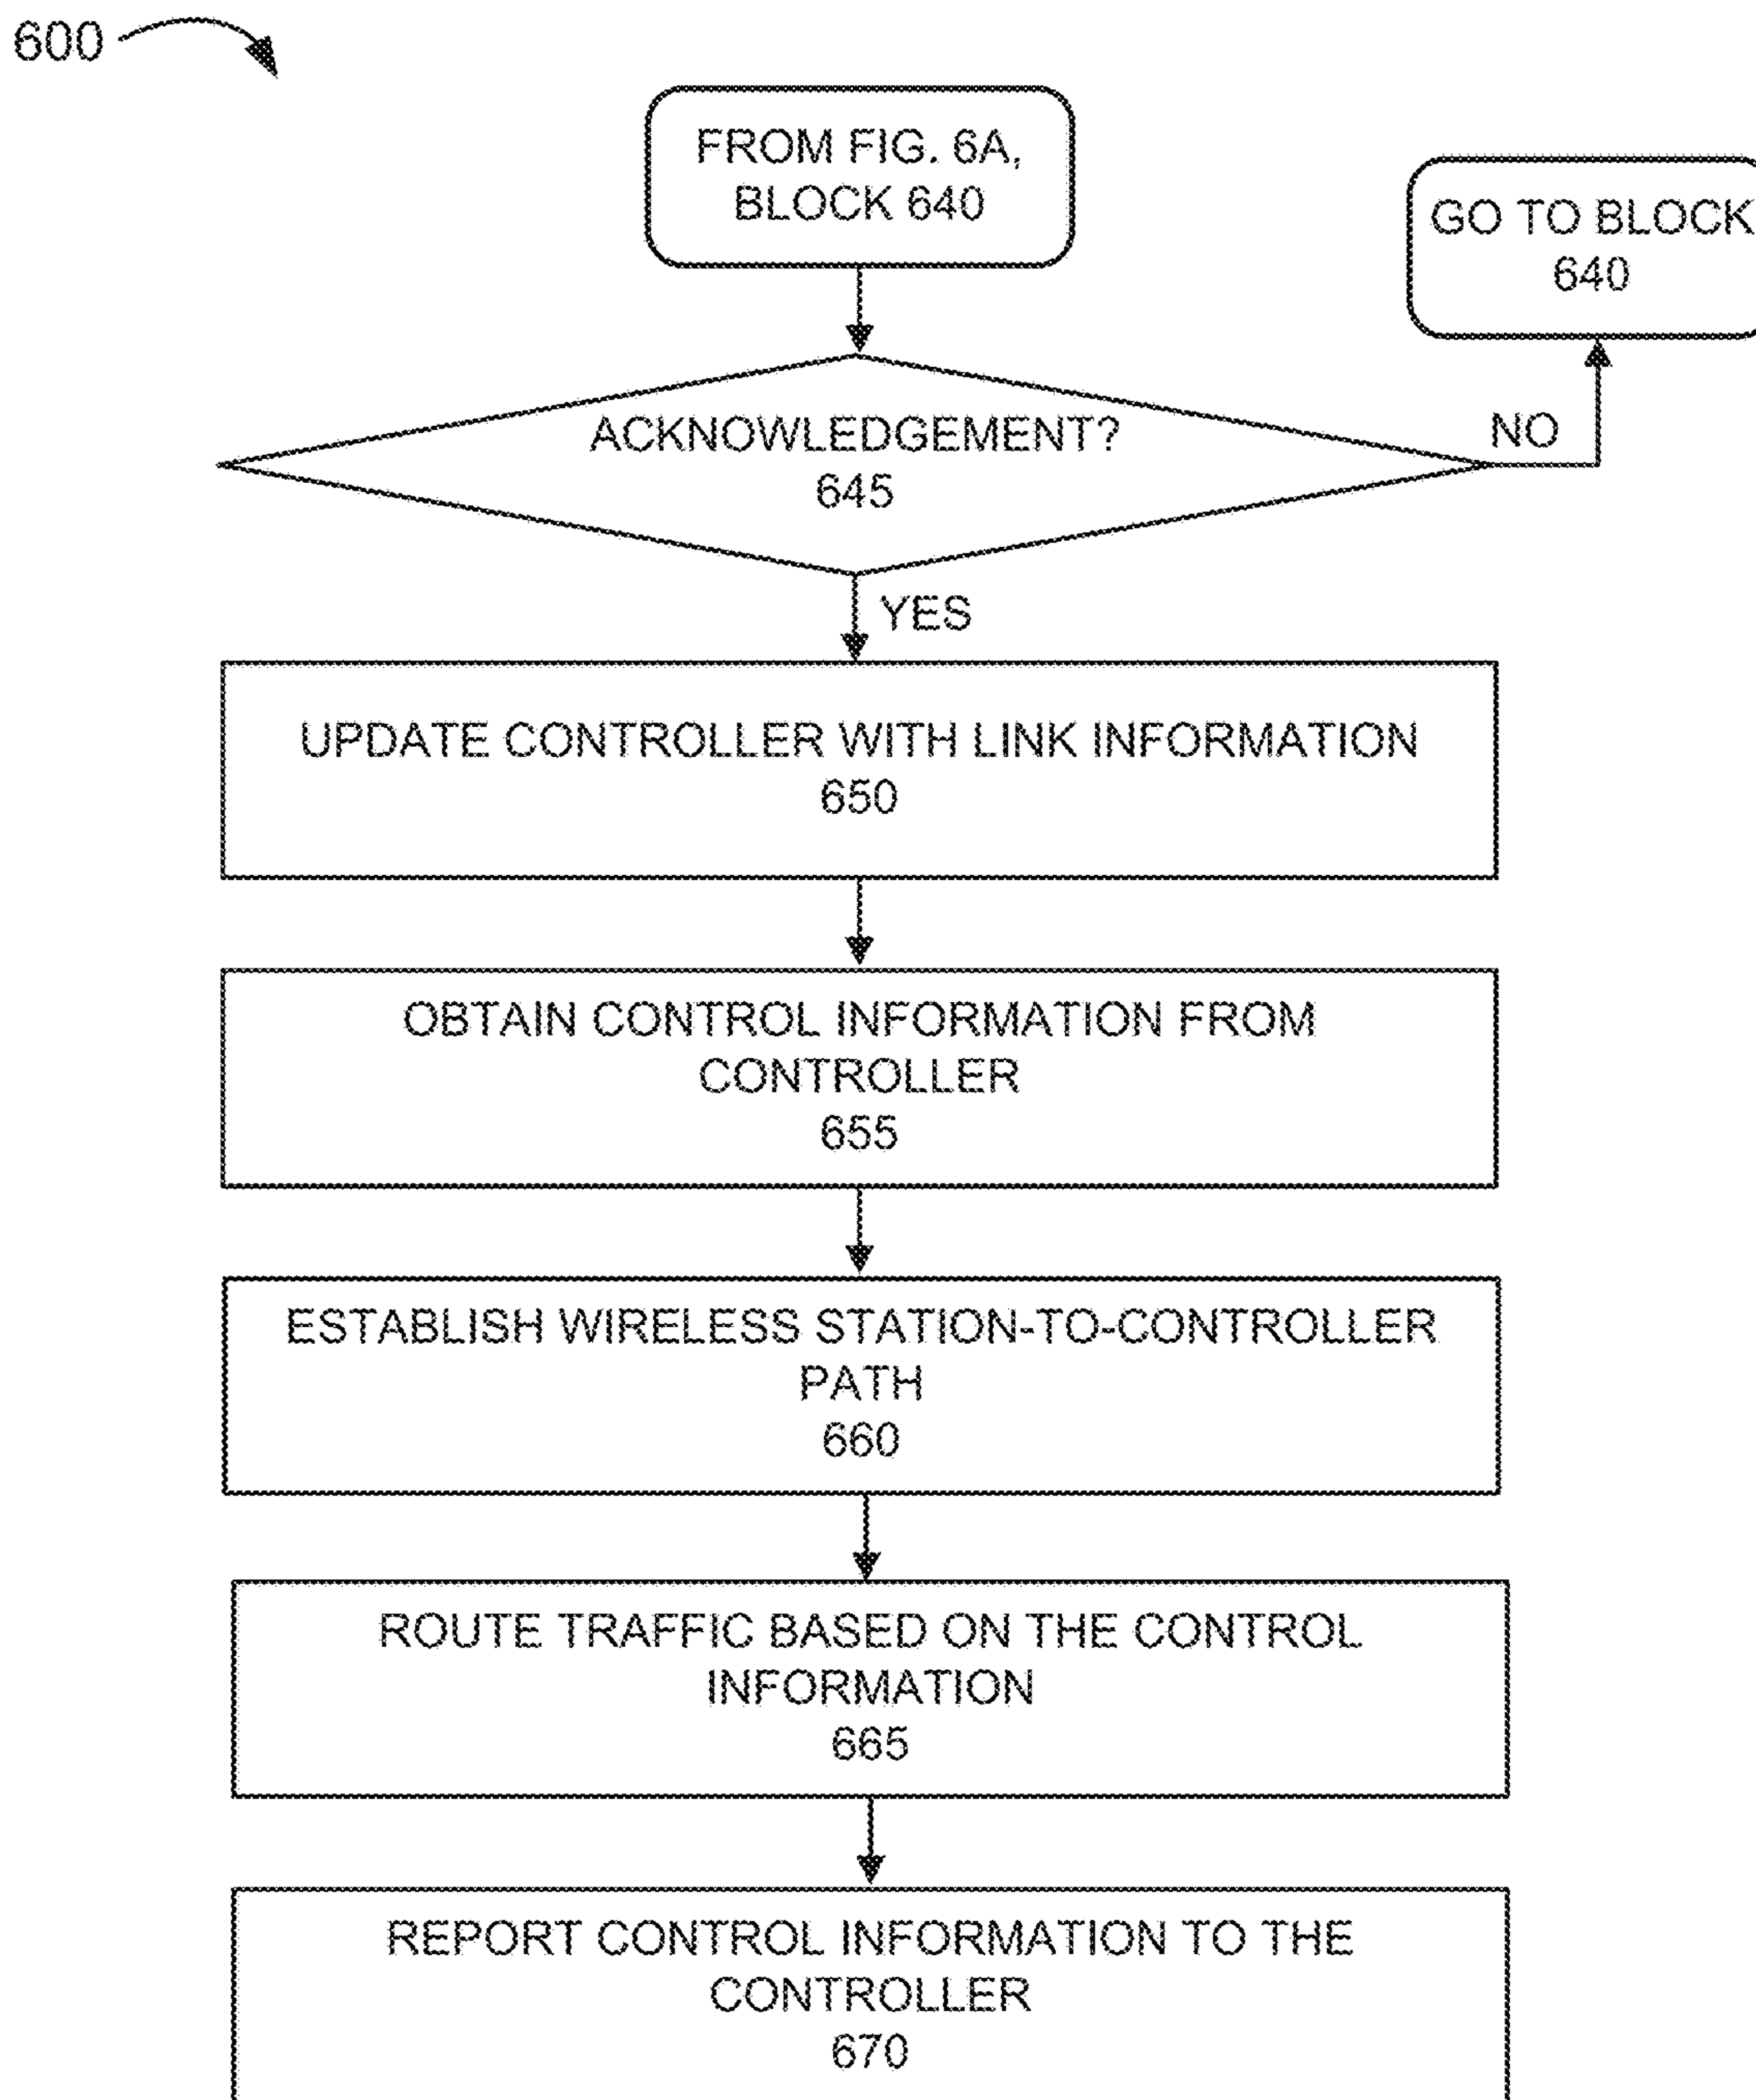 600
FROM FIG. 6A,
BLOCK 640
GO TO BLOCK
640
ACKNOWLEDGEMENT?
645
NO
YES
UPDATE CONTROLLER WITH LINK INFORMATION
650
OBTAIN CONTROL INFORMATION FROM
CONTROLLER
655
ESTABLISH WIRELESS STATION-TO-CONTROLLER
PATH
660
ROUTE TRAFFIC BASED ON THE CONTROL
INFORMATION
665
REPORT CONTROL INFORMATION TO THE
CONTROLLER
670